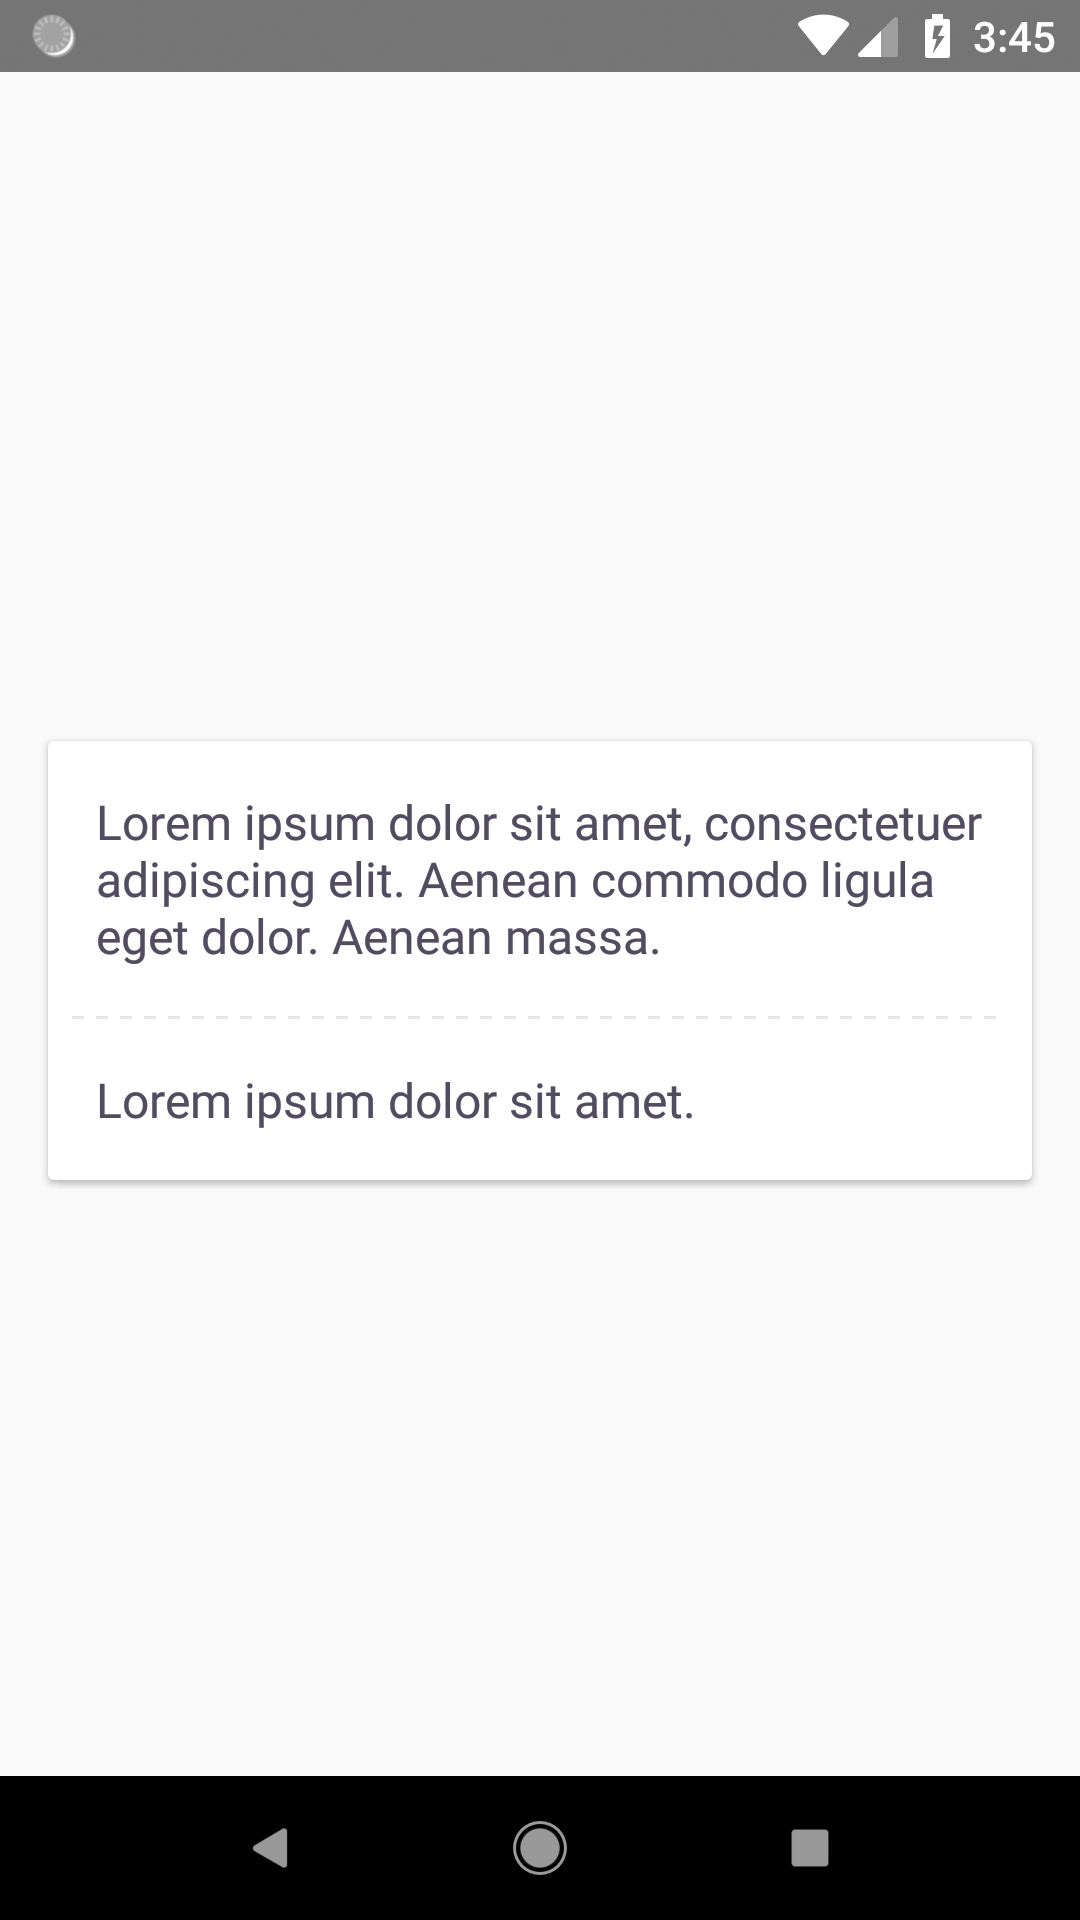 3:45
Lorem ipsum dolor sit amet, consectetuer
adipiscing elit. Aenean commodo ligula
eget dolor. Aenean massa.
Lorem ipsum dolor sit amet.